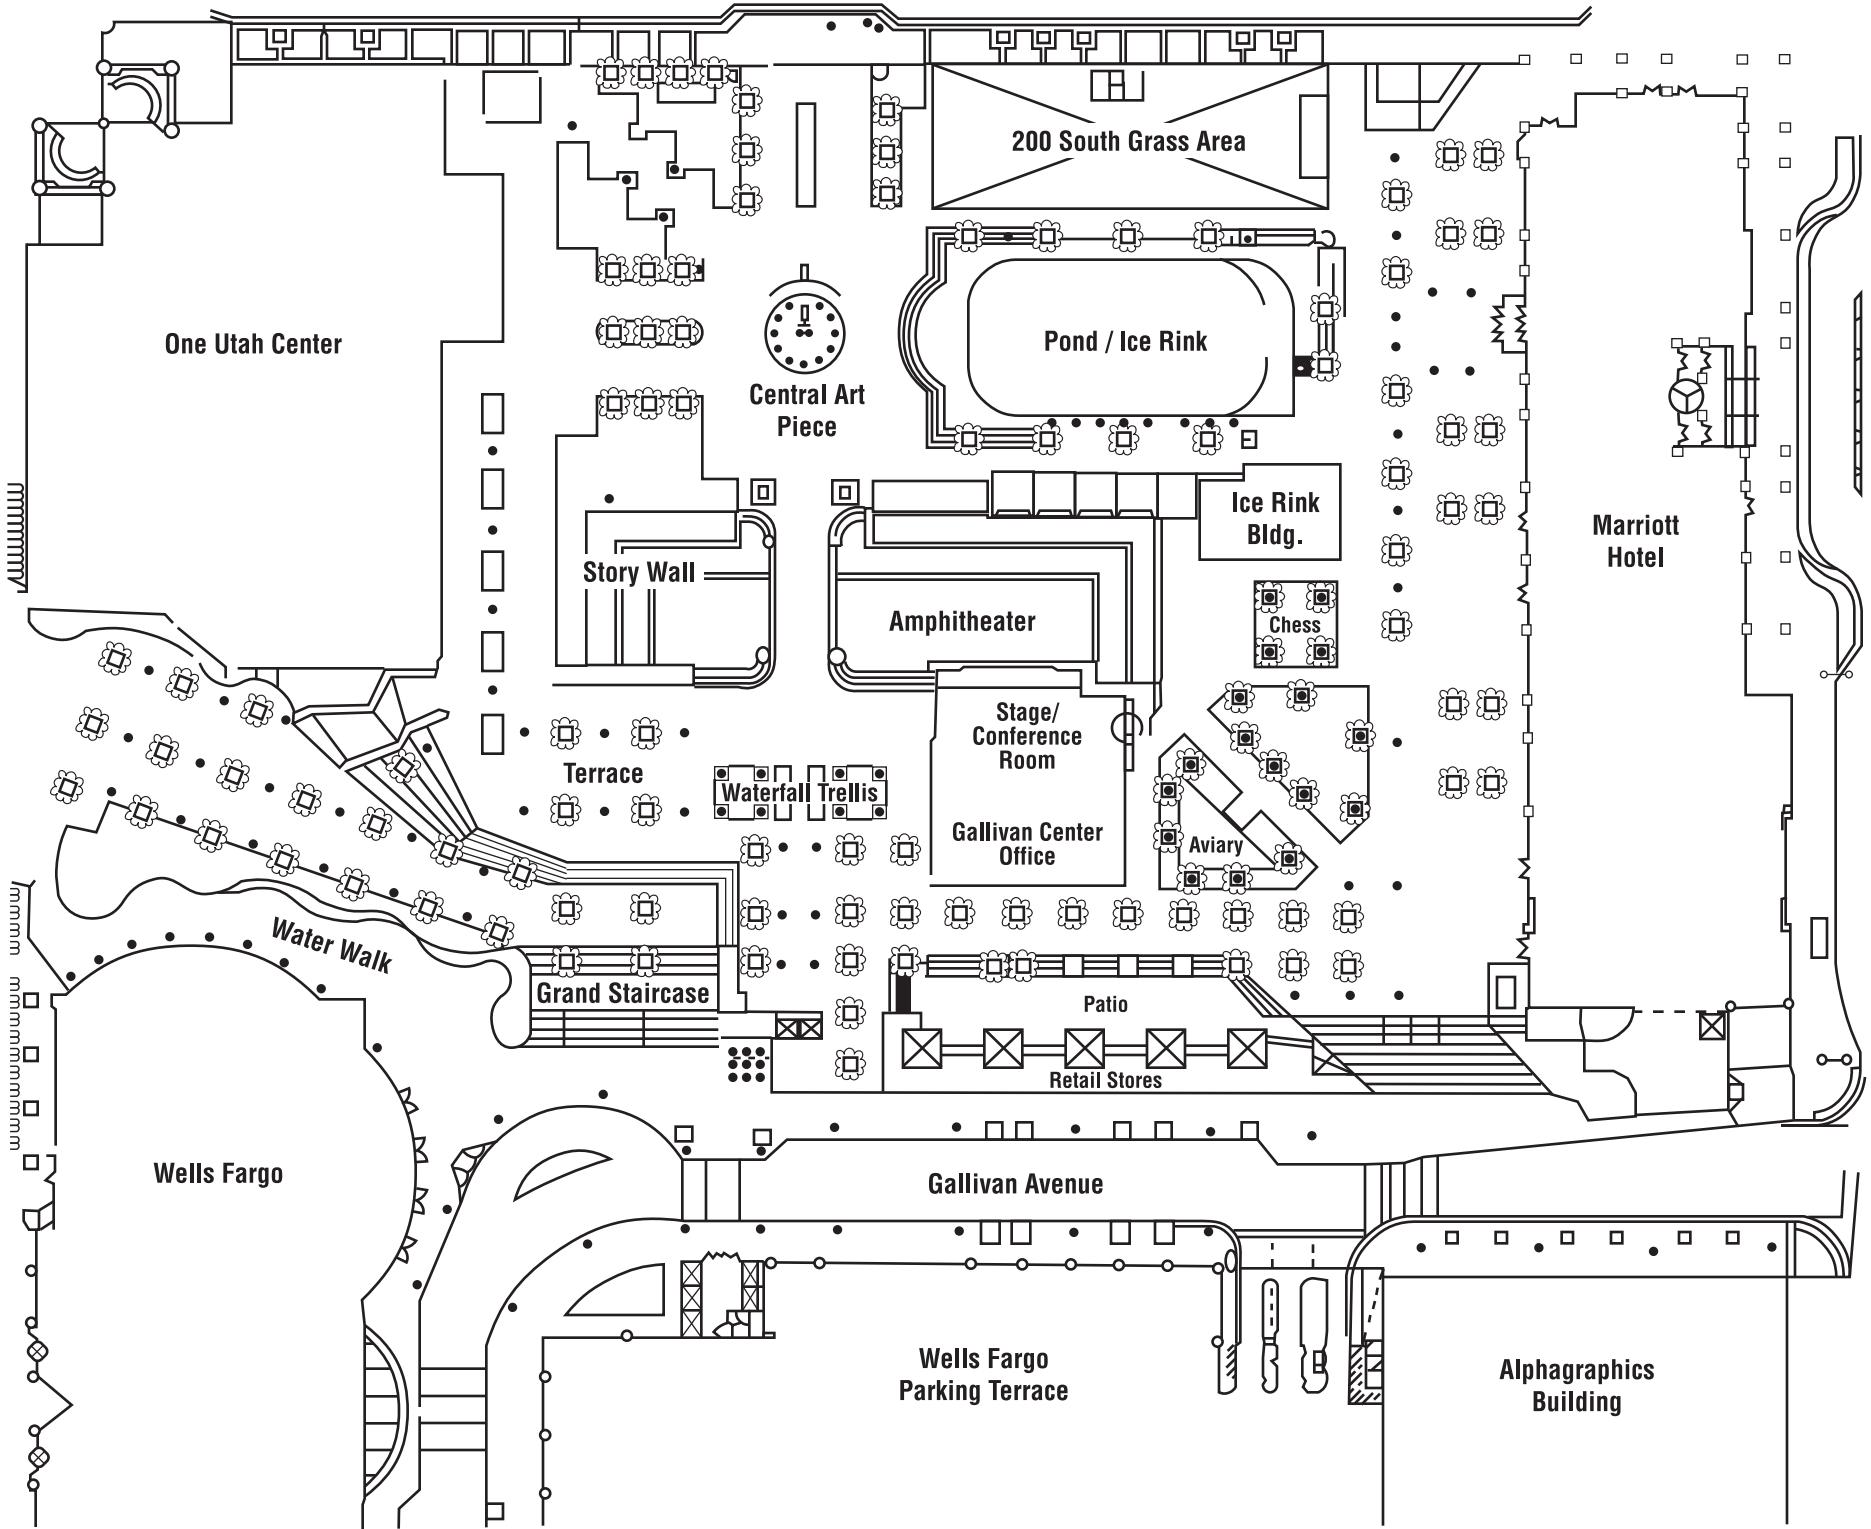 200 South Grass Area
One Utah Center
Pond / Ice Rink
Central Art
Piece
Ice Rink
Bldg.
Marriott
Hotel
Story Wall
Amphitheater
Chess
Stage/
Conference
Room
Terrace
Waterfall Trellis
Gallivan Center
Office
Aviary
Water Walk
Grand Staircase
Patio
Retail Stores
Wells Fargo
Gallivan Avenue
Wells Fargo
Parking Terrace
Alphagraphics
Building